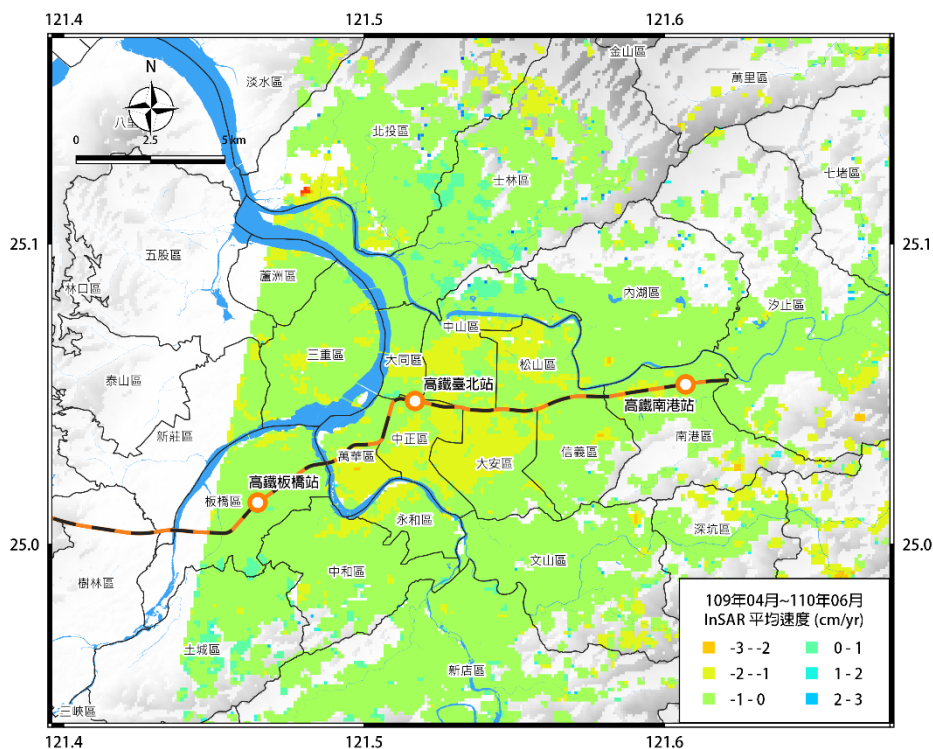 121.4
121.5
121.6
金山區
淡水區
萬里區
N
八里
北投區
0
2.5
5 km
士林區
七堵區
25.1
25.1
五股區
蘆洲區
林口區
內湖區
汐止區
中山區
三重區
大同區
松山區
泰山區
高鐵臺北站
高鐵南港站
新莊區
中正區
南港區
萬華區
大安區
信義區
高鐵板橋站
板橋區
永和區
深坑區
25.0
25.0
中和區
文山區
樹林區
109年04月~110年06月
InSAR 平均速度 (cm/yr)
-3 - -2
0 - 1
土城區
-2 - -1
1 - 2
新店區
-1 - 0
2 - 3
三峽區
121.4
121.5
121.6